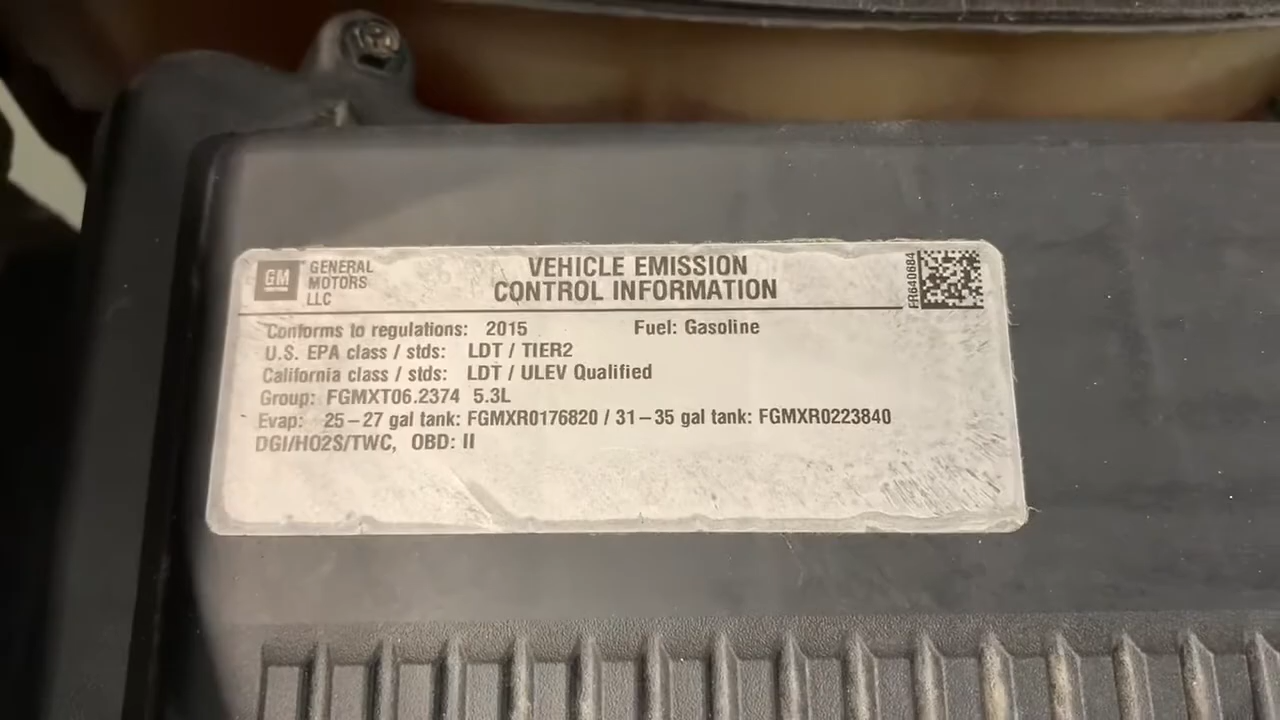 GM
GENERAL
MOTORS
LLC
VEHICLE EMISSION
CONTROL INFORMATION
FR640684
Conforms to regulations: 2015 Fuel: Gasoline
U.S. EPA class / stds: LDT / TIER2
California class / stds: LDT / ULEV Qualified
Group: FGMXT06.2374 5.3L
Evap: 25–27 gal tank: FGMXR0176820 / 31–35 gal tank: FGMXR0223840
DGI/HO2S/TWC, OBD: II